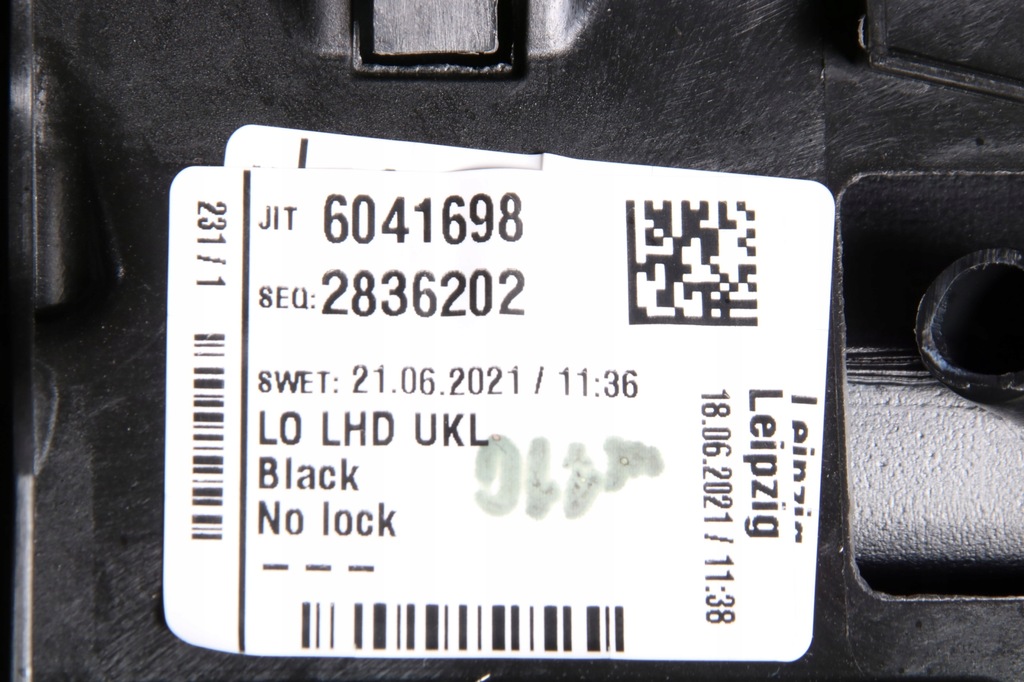 231 / 1
JIT 6041698
SEQ: 2836202
SWET: 21.06.2021 / 11:36
LO LHD UKL
Black
No lock
– – –
Leipzig
18.06.2021 / 11:38